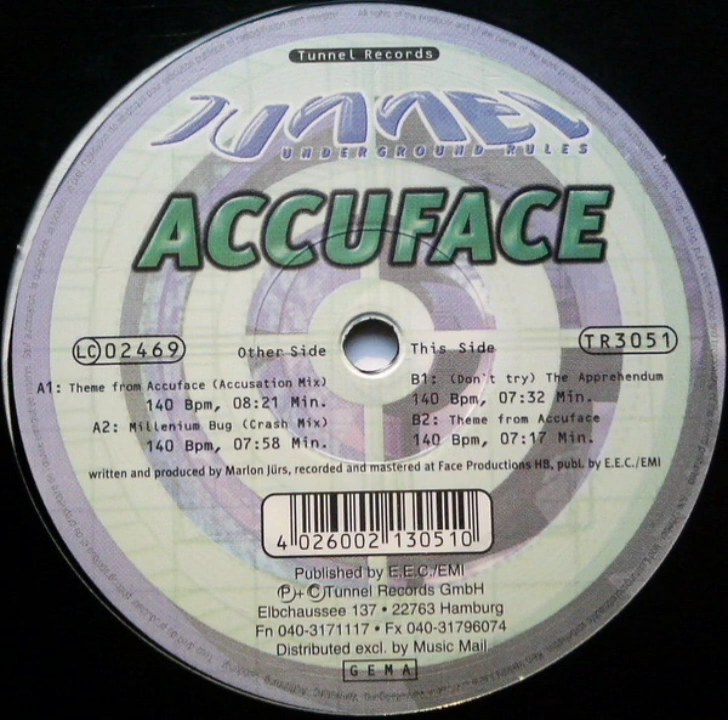 Tunnel Records
TUNNEL
UNDERGROUND RULES
ACCUFACE
LC 02469
TR3051
Other Side
This Side
A1: Theme from Accuface (Accusation Mix)
140 Bpm, 08:21 Min.
A2: Millenium Bug (Crash Mix)
140 Bpm, 07:58 Min.
B1: (Don't try) The Apprehendum
140 Bpm, 07:32 Min.
B2: Theme from Accuface
140 Bpm, 07:17 Min.
written and produced by Marlon Jürs, recorded and mastered at Face Productions HB, publ. by E.E.C./EMI
4 026002 130510
Published by E.E.C./EMI
Ⓟ+©Tunnel Records GmbH
Elbchaussee 137 • 22763 Hamburg
Fn 040-3171117 • Fx 040-31796074
Distributed excl. by Music Mail
GEMA